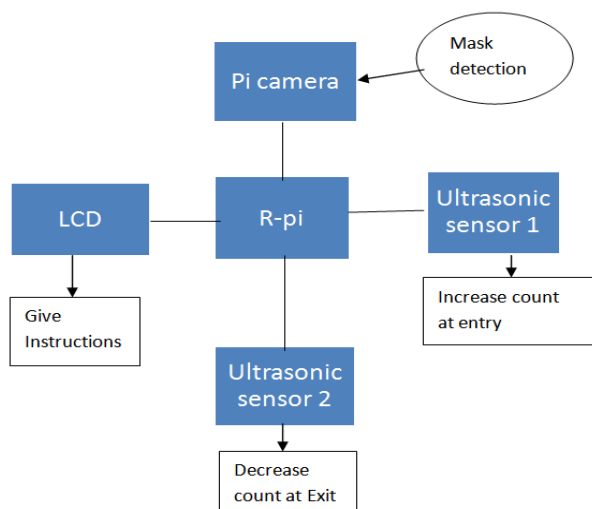 Mask
detection
Pi camera
LCD
R-pi
Ultrasonic
sensor 1
Give
Instructions
Increase count
at entry
Ultrasonic
sensor 2
Decrease
count at Exit